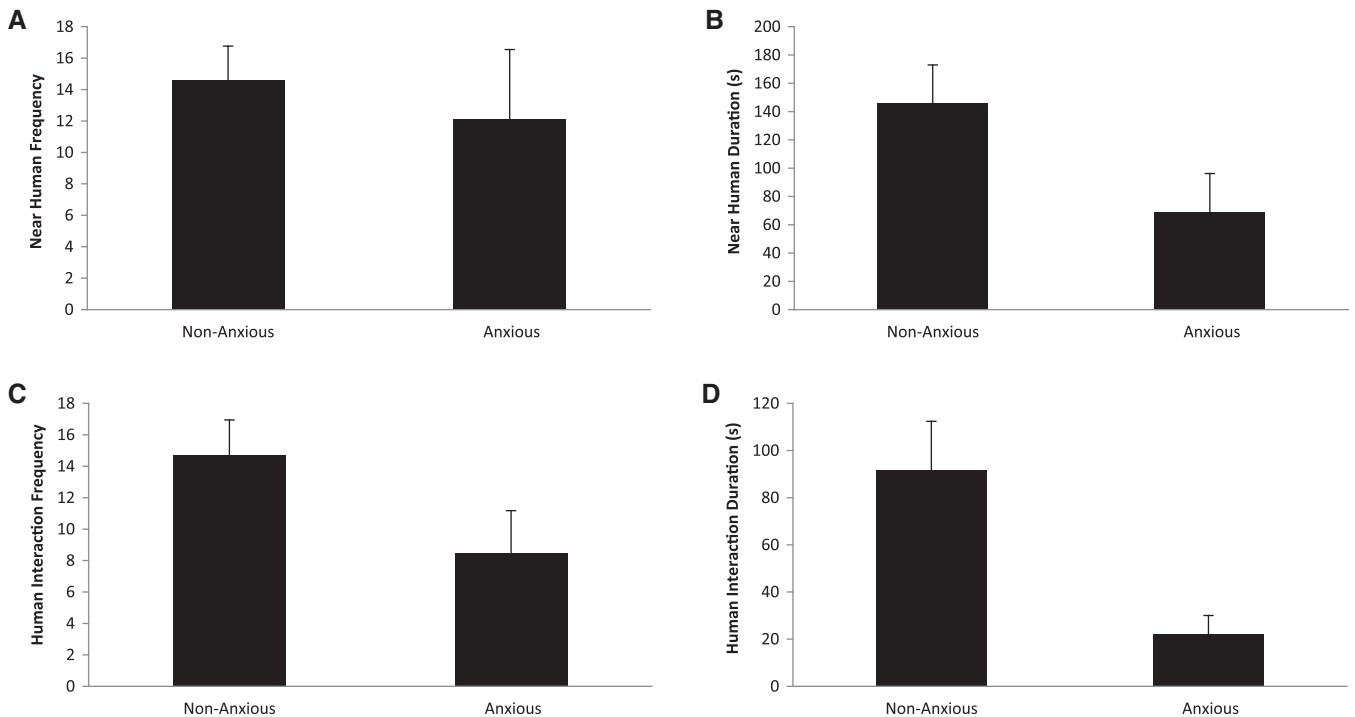 A
Near Human Frequency
18
16
14
12
10
8
6
4
2
0
Non-Anxious
Anxious
B
Near Human Duration (s)
200
180
160
140
120
100
80
60
40
20
0
Non-Anxious
Anxious
C
Human Interaction Frequency
18
16
14
12
10
8
6
4
2
0
Non-Anxious
Anxious
D
Human Interaction Duration (s)
120
100
80
60
40
20
0
Non-Anxious
Anxious